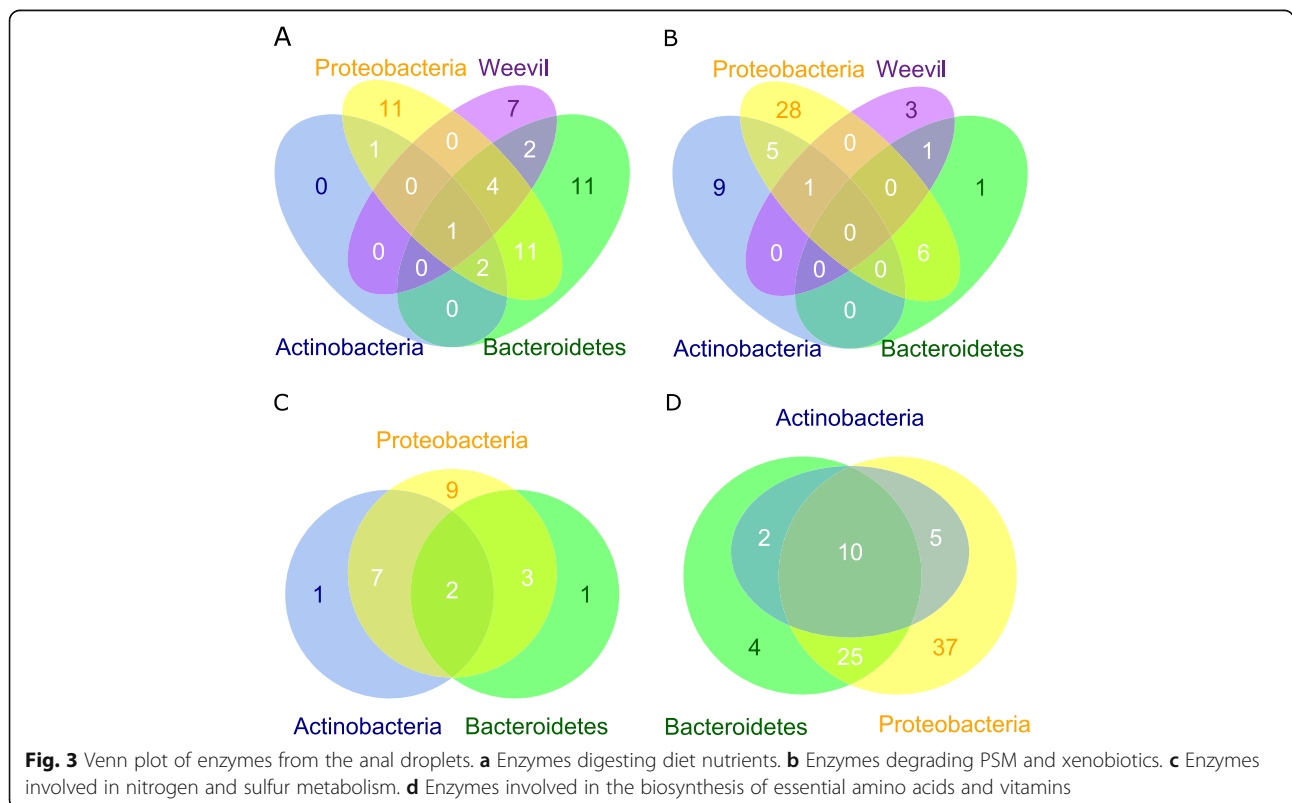 A
B
Proteobacteria Weevil
Proteobacteria Weevil
11 7
28 3
1 0 2
5 0 1
0 0 4 11
9 1 0 1
1
0
0 0 2 11
0 0 0 6
0
0
Actinobacteria Bacteroidetes
Actinobacteria Bacteroidetes
C
D
Proteobacteria
Actinobacteria
9
1 7 2 3 1
2 10 5
4 25 37
Actinobacteria Bacteroidetes
Bacteroidetes Proteobacteria
Fig. 3 Venn plot of enzymes from the anal droplets. a Enzymes digesting diet nutrients. b Enzymes degrading PSM and xenobiotics. c Enzymes
involved in nitrogen and sulfur metabolism. d Enzymes involved in the biosynthesis of essential amino acids and vitamins